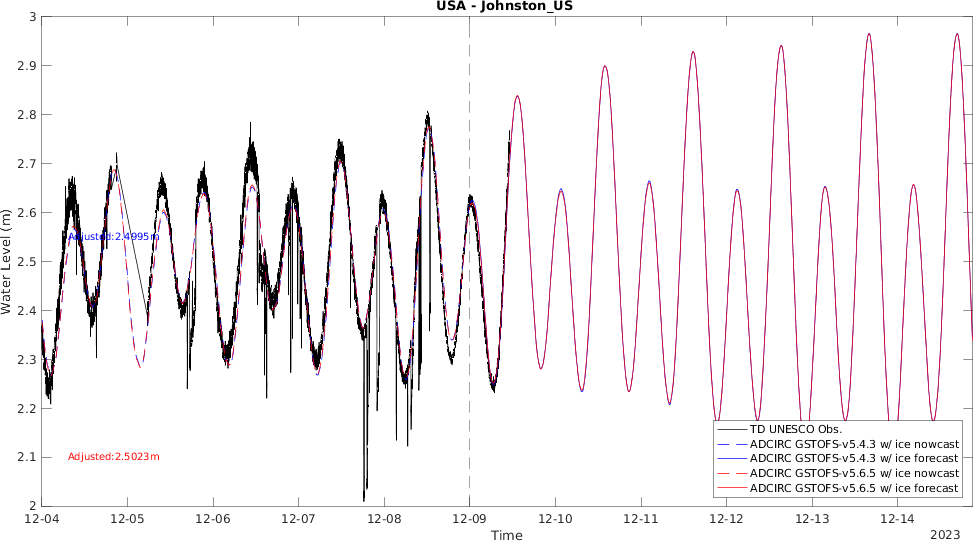 USA - Johnston_US
3
2.9
2.8
2.7
2.6
2.5
2.4
2.3
2.2
2.1
2
Water Level (m)
Adjusted:2.4995m
Adjusted:2.5023m
TD UNESCO Obs.
ADCIRC GSTOFS-v5.4.3 w/ ice nowcast
ADCIRC GSTOFS-v5.4.3 w/ ice forecast
ADCIRC GSTOFS-v5.6.5 w/ ice nowcast
ADCIRC GSTOFS-v5.6.5 w/ ice forecast
12-04 12-05 12-06 12-07 12-08 12-09 12-10 12-11 12-12 12-13 12-14
Time
2023